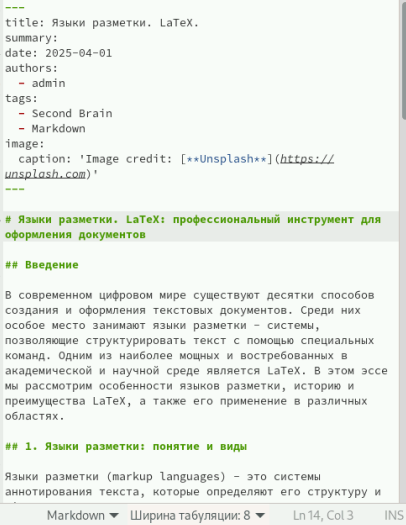 ---
title: Языки разметки. LaTeX.
summary:
date: 2025-04-01
authors:
  - admin
tags:
  - Second Brain
  - Markdown
image:
  caption: 'Image credit: [**Unsplash**](https://
unsplash.com)'
---
# Языки разметки. LaTeX: профессиональный инструмент для
оформления документов
## Введение
В современном цифровом мире существуют десятки способов
создания и оформления текстовых документов. Среди них
особое место занимают языки разметки – системы,
позволяющие структурировать текст с помощью специальных
команд. Одним из наиболее мощных и востребованных в
академической и научной среде является LaTeX. В этом эссе
мы рассмотрим особенности языков разметки, историю и
преимущества LaTeX, а также его применение в различных
областях.
## 1. Языки разметки: понятие и виды
Языки разметки (markup languages) – это системы
аннотирования текста, которые определяют его структуру и
Markdown Ширина табуляции: 8 Ln 14, Col 3 INS